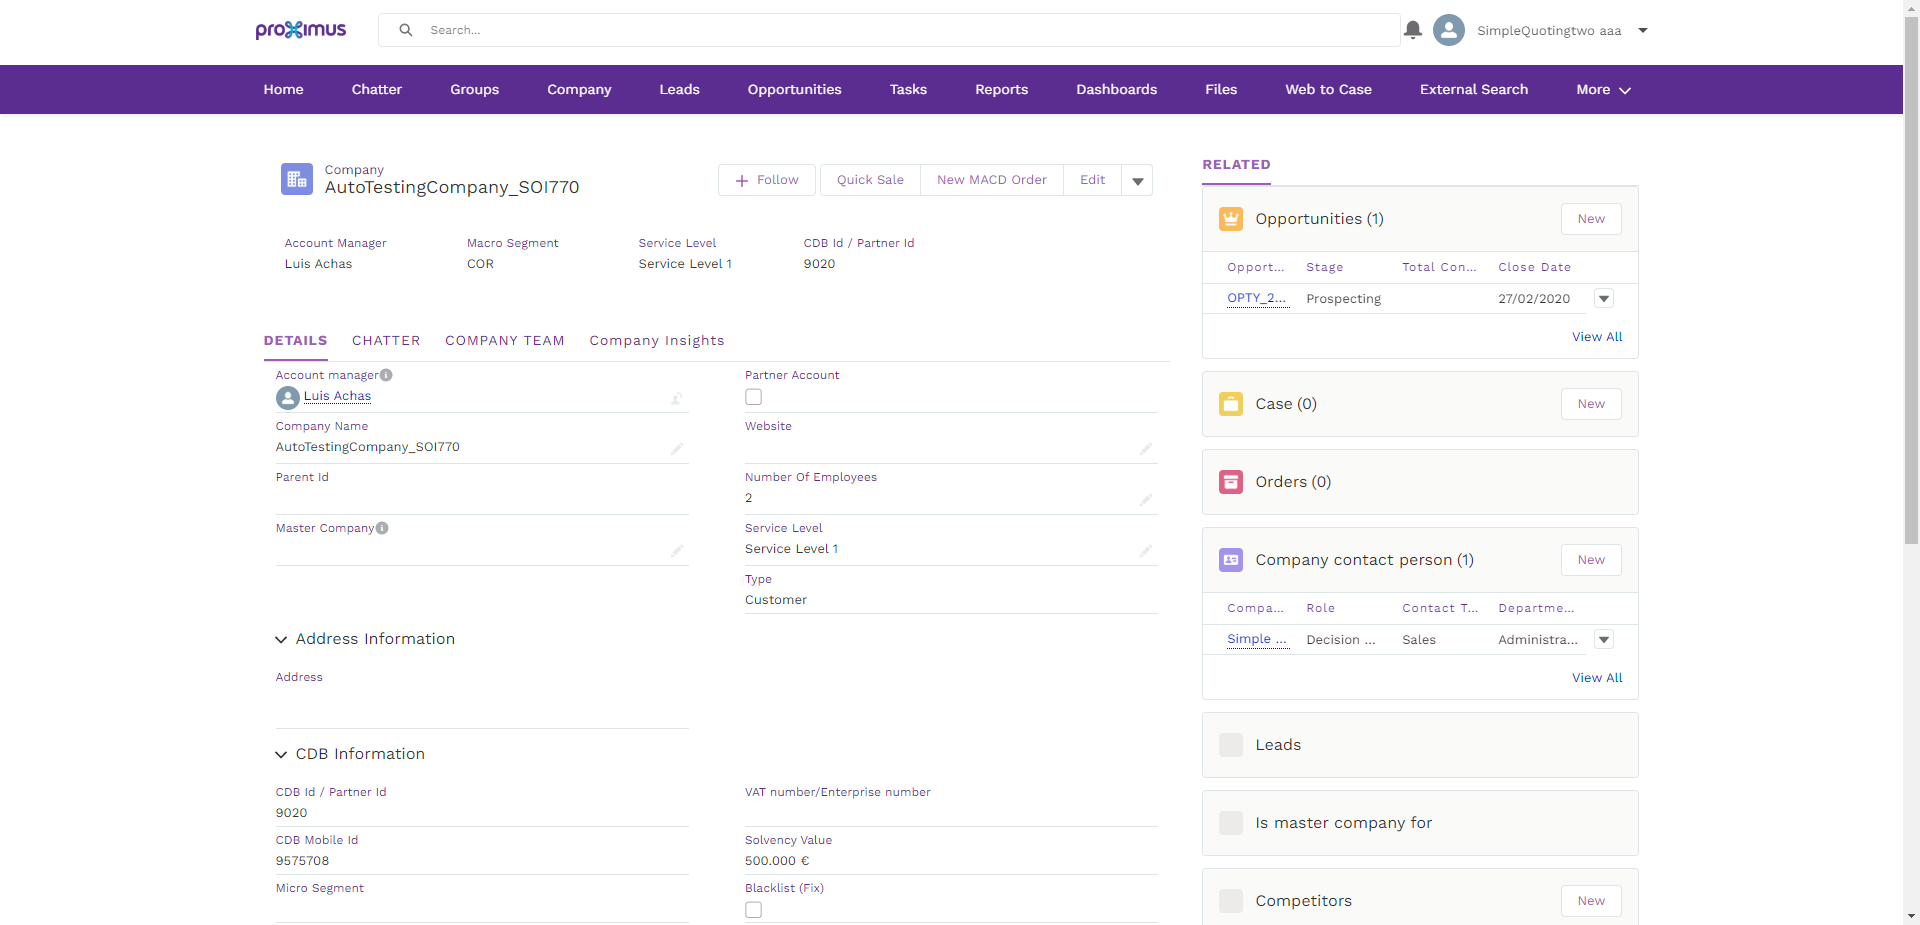 proximus
Search...
SimpleQuotingtwo aaa
Home Chatter Groups Company Leads Opportunities Tasks Reports Dashboards Files Web to Case External Search More
Company
AutoTestingCompany_SOI770
Follow Quick Sale New MACD Order Edit
Account Manager Macro Segment Service Level CDB Id / Partner Id
Luis Achas COR Service Level 1 9020
DETAILS CHATTER COMPANY TEAM Company Insights
Account manager Partner Account
Luis Achas
Company Name Website
AutoTestingCompany_SOI770
Parent Id Number Of Employees
2
Master Company Service Level
Service Level 1
Type
Customer
Address Information
Address
CDB Information
CDB Id / Partner Id VAT number/Enterprise number
9020
CDB Mobile Id Solvency Value
9575708 500.000 €
Micro Segment Blacklist (Fix)
RELATED
Opportunities (1) New
Opport... Stage Total Con... Close Date
OPTY_2... Prospecting 27/02/2020
View All
Case (0) New
Orders (0)
Company contact person (1) New
Compa... Role Contact T... Departme...
Simple ... Decision ... Sales Administra...
View All
Leads
Is master company for
Competitors New